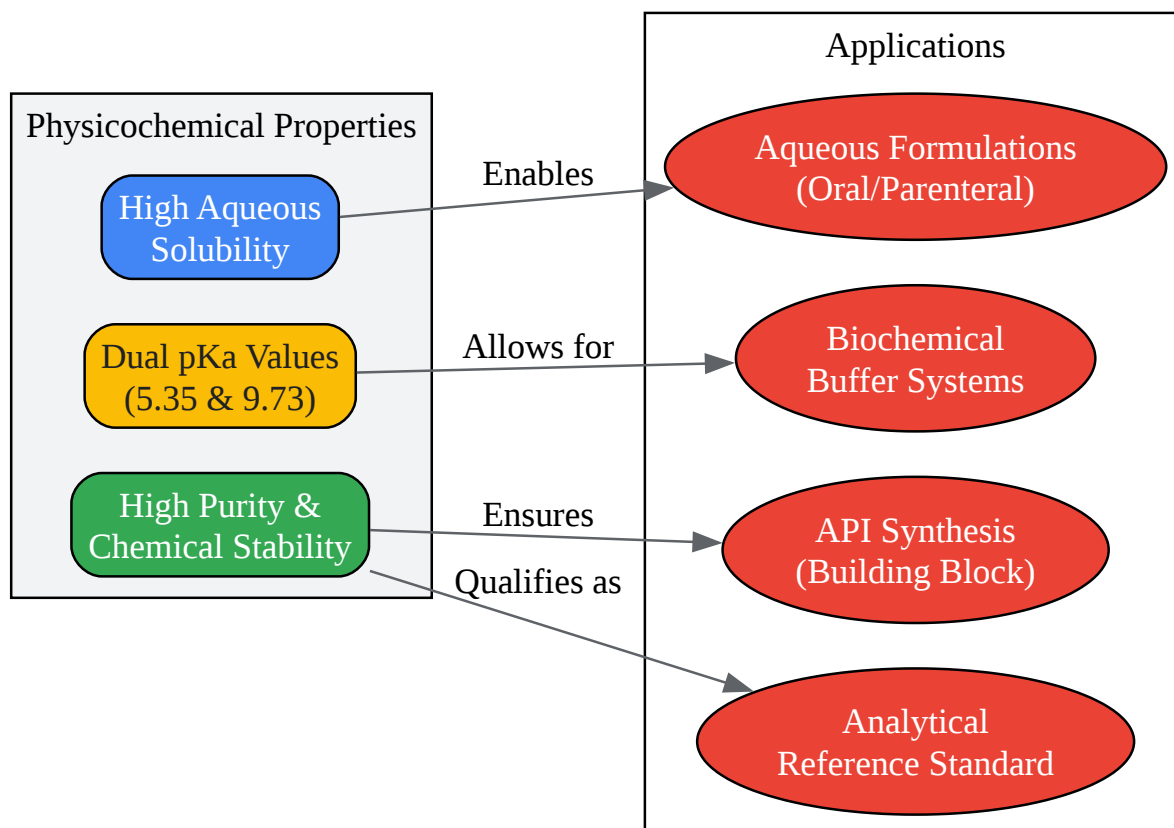 Physicochemical Properties
High Aqueous
Solubility
Dual pKa Values
(5.35 & 9.73)
High Purity &
Chemical Stability
Enables
Allows for
Ensures
Qualifies as
Applications
Aqueous Formulations
(Oral/Parenteral)
Biochemical
Buffer Systems
API Synthesis
(Building Block)
Analytical
Reference Standard